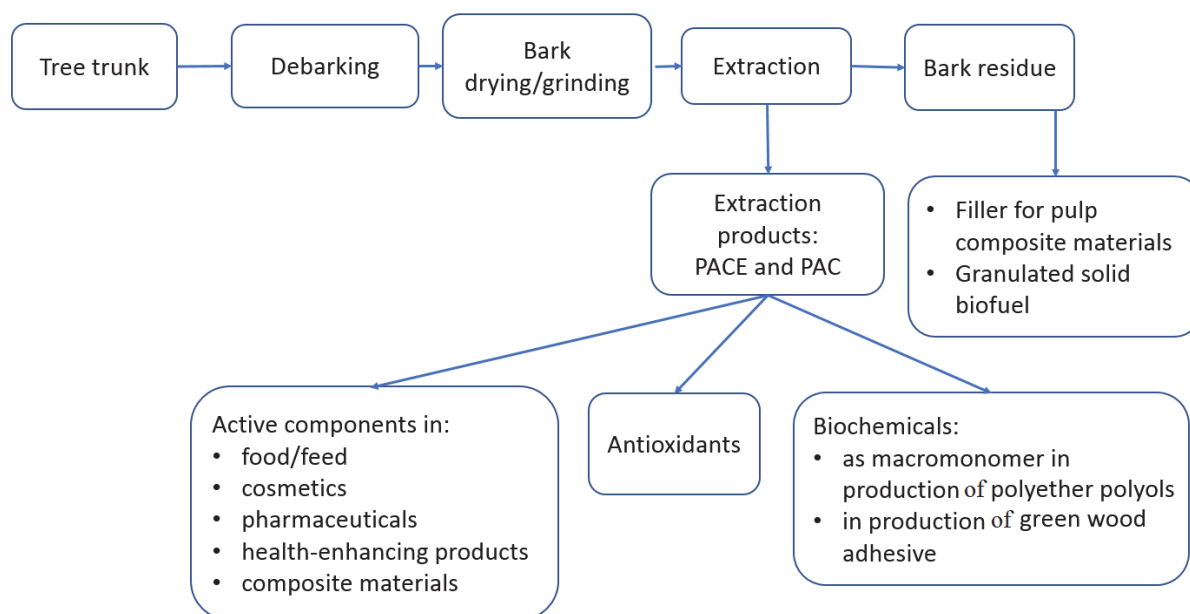 Tree trunk
Debarking
Bark
drying/grinding
Extraction
Bark residue
Extraction
products:
PACE and PAC
• Filler for pulp
composite materials
• Granulated solid
biofuel
Active components in:
• food/feed
• cosmetics
• pharmaceuticals
• health-enhancing products
• composite materials
Antioxidants
Biochemicals:
• as macromonomer in
production of polyether polyols
• in production of green wood
adhesive